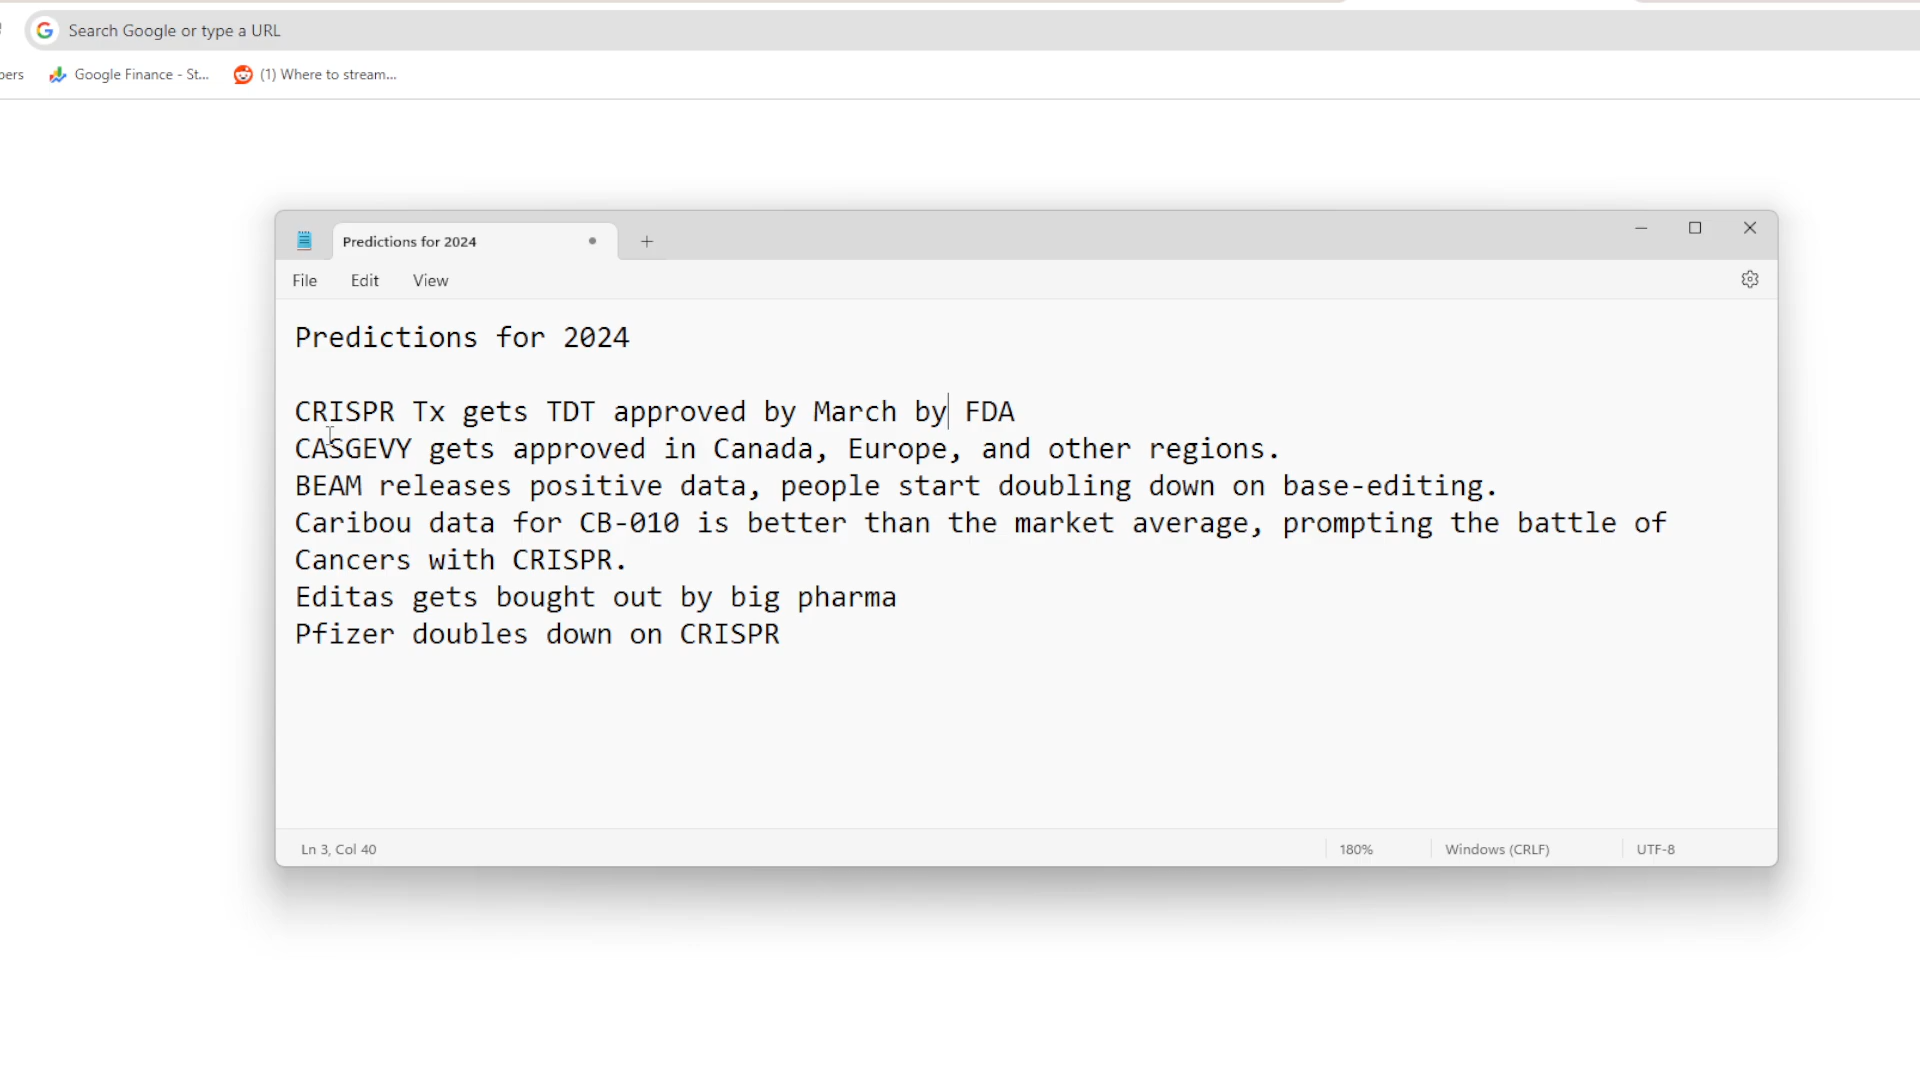 Search Google or type a URL
pers
Google Finance - St...
(1) Where to stream...
Predictions for 2024
File
Edit
View
Predictions for 2024
CRISPR Tx gets TDT approved by March by FDA
CASGEVY gets approved in Canada, Europe, and other regions.
BEAM releases positive data, people start doubling down on base-editing.
Caribou data for CB-010 is better than the market average, prompting the battle of
Cancers with CRISPR.
Editas gets bought out by big pharma
Pfizer doubles down on CRISPR
Ln 3, Col 40
180%
Windows (CRLF)
UTF-8